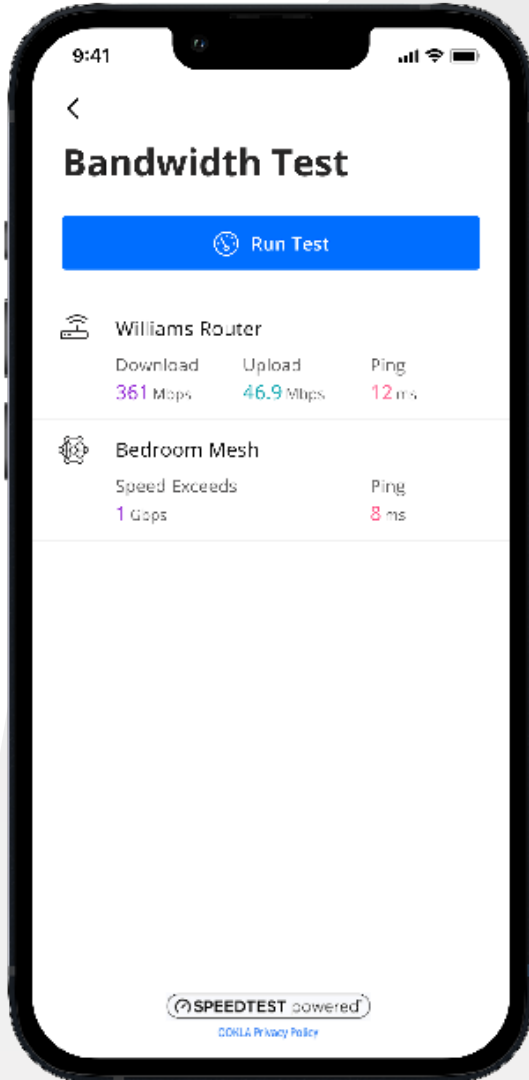 9:41
Bandwidth Test
Run Test
Williams Router
Download Upload Ping
361 Mbps 46.9 Mbps 12 ms
Bedroom Mesh
Speed Exceeds Ping
1 Gbps 8 ms
SPEEDTEST powered
OOKLA Privacy Policy